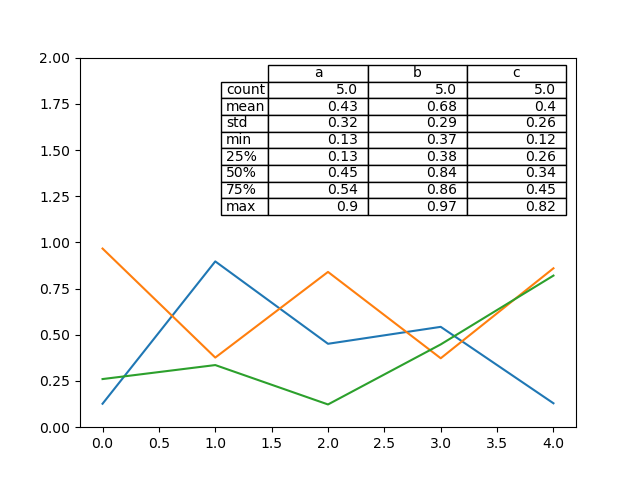 2.00
1.75
1.50
1.25
1.00
0.75
0.50
0.25
0.00
a b c
count 5.0 5.0 5.0
mean 0.43 0.68 0.4
std 0.32 0.29 0.26
min 0.13 0.37 0.12
25% 0.13 0.38 0.26
50% 0.45 0.84 0.34
75% 0.54 0.86 0.45
max 0.9 0.97 0.82
0.0 0.5 1.0 1.5 2.0 2.5 3.0 3.5 4.0